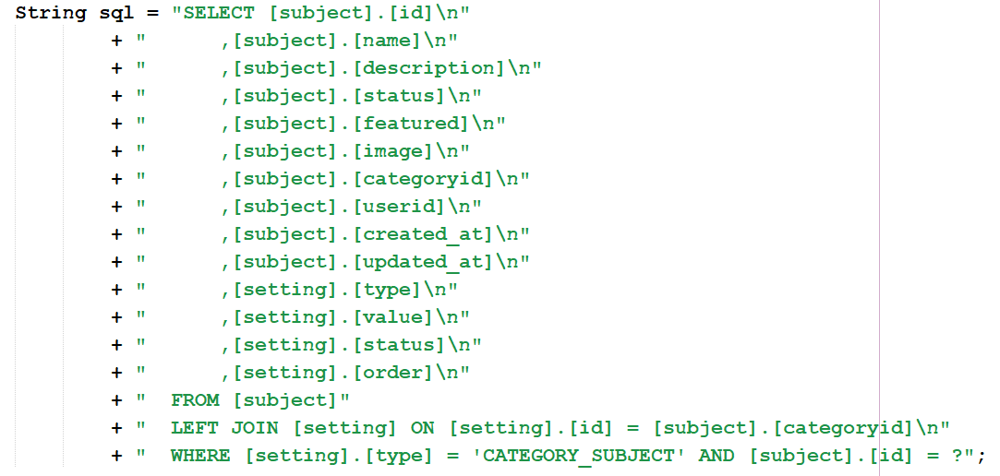 String sql = "SELECT [subject].[id]\n"
        + "      ,[subject].[name]\n"
        + "      ,[subject].[description]\n"
        + "      ,[subject].[status]\n"
        + "      ,[subject].[featured]\n"
        + "      ,[subject].[image]\n"
        + "      ,[subject].[categoryid]\n"
        + "      ,[subject].[userid]\n"
        + "      ,[subject].[created_at]\n"
        + "      ,[subject].[updated_at]\n"
        + "      ,[setting].[type]\n"
        + "      ,[setting].[value]\n"
        + "      ,[setting].[status]\n"
        + "      ,[setting].[order]\n"
        + "  FROM [subject]"
        + "  LEFT JOIN [setting] ON [setting].[id] = [subject].[categoryid]\n"
        + "  WHERE [setting].[type] = 'CATEGORY_SUBJECT' AND [subject].[id] = ?";